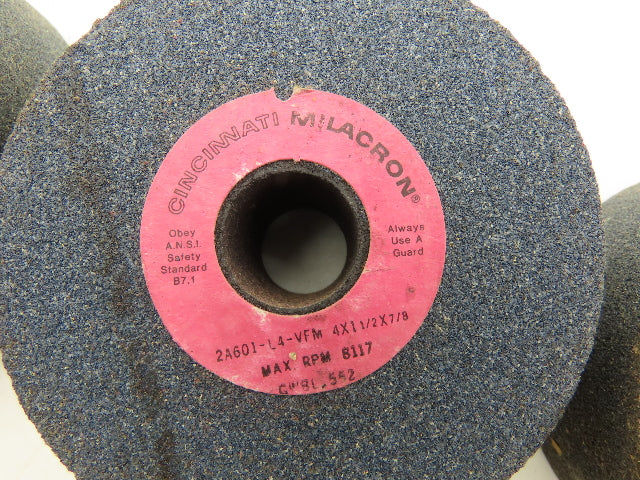 CINCINNATI MILACRON®
Obey
A.N.S.I.
Safety
Standard
B7.1
Always
Use A
Guard
2A601-L4-VFM 4X1 1/2X7/8
MAX. RPM 8117